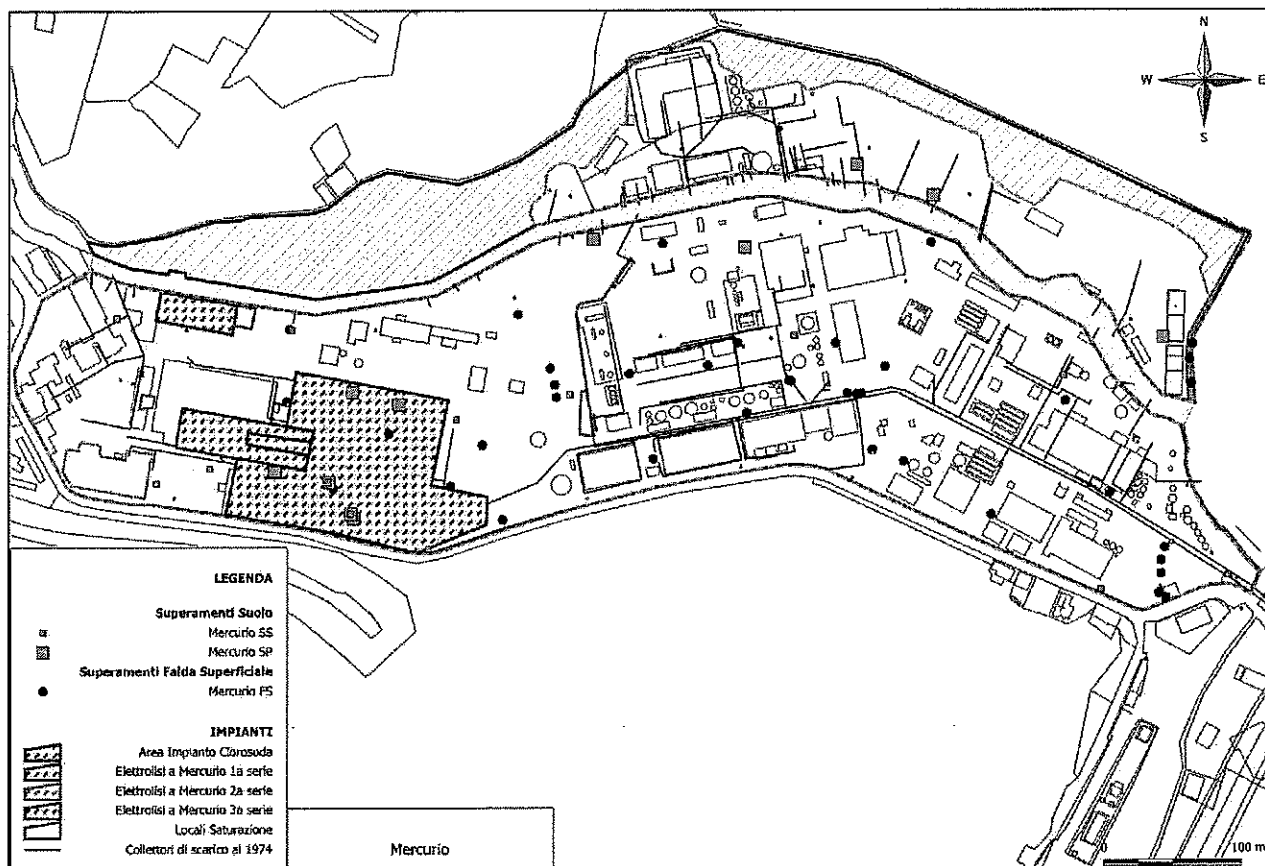 N
W E
S
LEGENDA
Superamenti Suolo
Mercurio SS
Mercurio SP
Superamenti Falda Superficiale
Mercurio FS
IMPIANTI
Area Impianto Clorosoda
Elettrolisi a Mercurio 1a serie
Elettrolisi a Mercurio 2a serie
Elettrolisi a Mercurio 3a serie
Locali Saturazione
Collettori di scarico al 1974
Mercurio
0 100 m